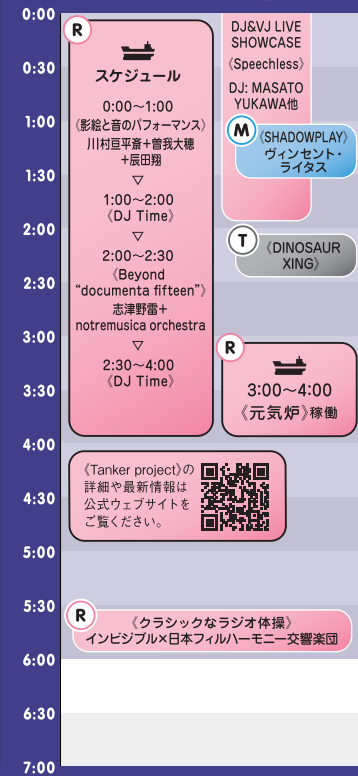 0:00
0:30
1:00
1:30
2:00
2:30
3:00
3:30
4:00
4:30
5:00
5:30
6:00
6:30
7:00
R
スケジュール
0:00〜1:00
《影絵と音のパフォーマンス》
川村亘平斎＋曽我大穂
＋辰田翔
▽
1:00〜2:00
《DJ Time》
▽
2:00〜2:30
《Beyond
“documenta fifteen”》
志津野雷＋
notremusica orchestra
▽
2:30〜4:00
《DJ Time》
DJ&VJ LIVE
SHOWCASE
《Speechless》
DJ: MASATO
YUKAWA他
M
《SHADOWPLAY》
ヴィンセント・
ライタス
T
《DINOSAUR
XING》
R
3:00〜4:00
《元気炉》稼働
《Tanker project》の
詳細や最新情報は
公式ウェブサイトを
ご覧ください。
R
《クラシックなラジオ体操》
インビジブル×日本フィルハーモニー交響楽団